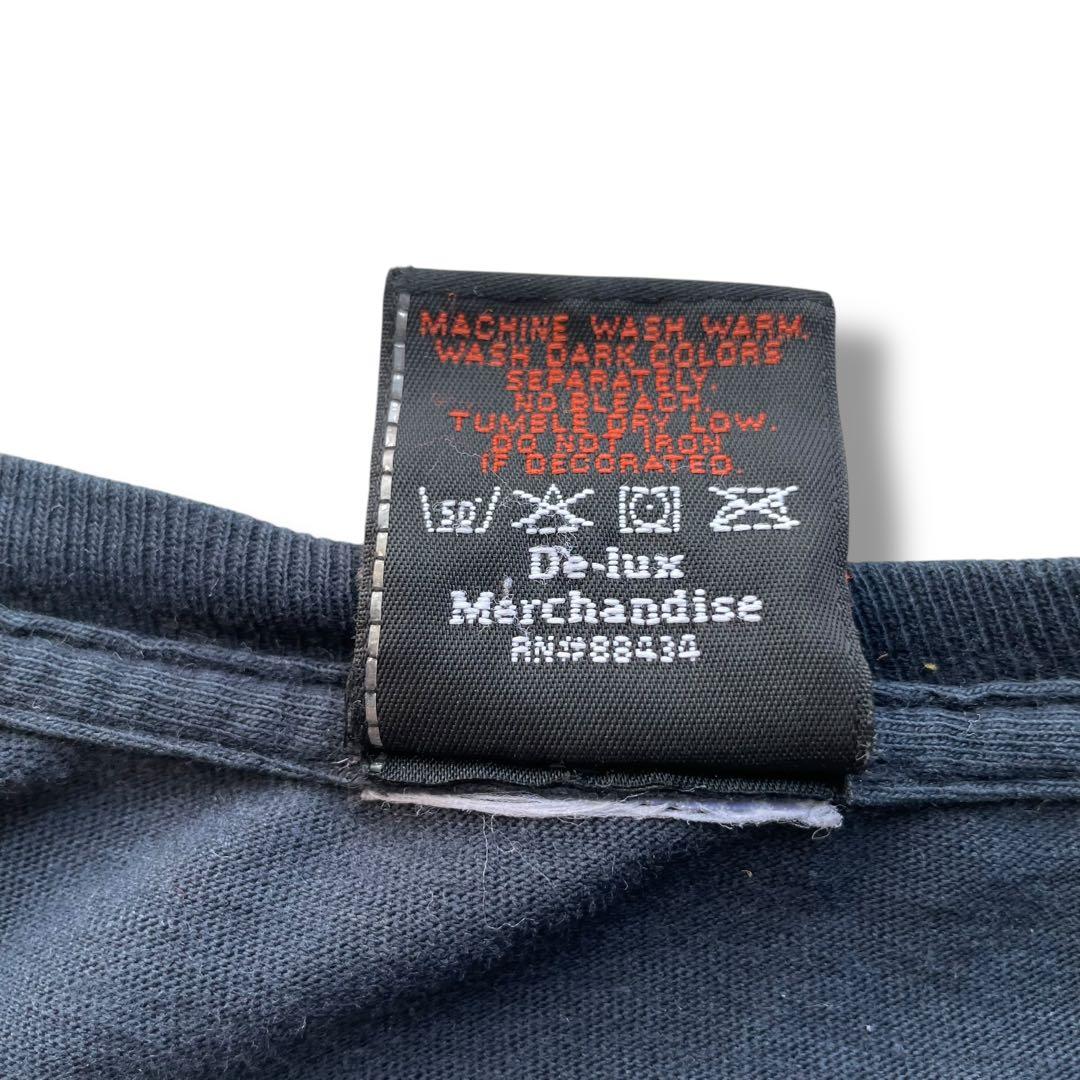 MACHINE WASH WARM.
WASH DARK COLORS
SEPARATELY.
NO BLEACH.
TUMBLE DRY LOW.
DO NOT IRON
IF DECORATED.
50°
De-lux
Merchandise
RN#88434